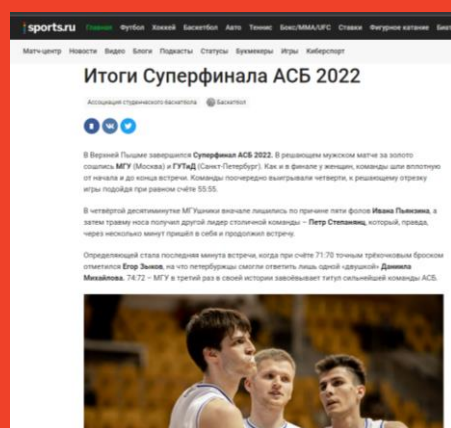 sports.ru Главная Футбол Хоккей Баскетбол Авто Теннис Бокс/MMA/UFC Ставки Фигурное катание
Матч-центр Новости Видео Блоги Подкасты Статусы Букмекеры Игры Киберспорт
Итоги Суперфинала АСБ 2022
Ассоциация студенческого баскетбола Баскетбол
В Верхней Пышме завершился Суперфинал АСБ 2022. В решающем мужском матче за золото
сошлись МГУ (Москва) и ГУТиД (Санкт-Петербург). Как и в финале у женщин, команды шли вплотную
от начала и до конца встречи. Команды поочередно выигрывали четверти, к решающему отрезку
игры подойдя при равном счёте 55:55.
В четвёртой десятиминутке МГУшники вначале лишились по причине пяти фолов Ивана Пынзина, а
затем травму носа получил другой лидер столичной команды – Петр Степанянц, который, правда,
через несколько минут пришёл в себя и продолжил встречу.
Определяющей стала последняя минута встречи, когда при счёте 71:70 точным трёхочковым броском
отметился Егор Зыков, на что петербуржцы смогли ответить лишь одной «двушкой» Даниила
Михайлова. 74:72 – МГУ в третий раз в своей истории завоёвывает титул сильнейшей команды АСБ.